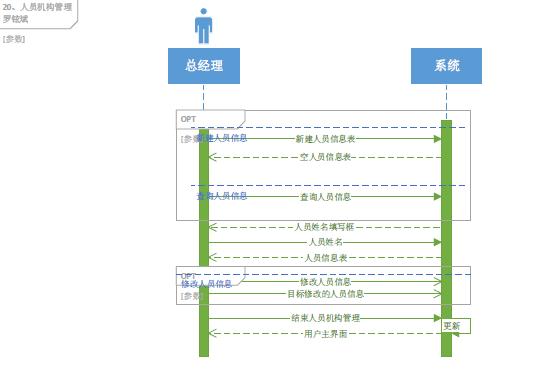 20、人员机构管理
罗铉斌
[参数]
总经理
系统
OPT
[参数]
新建人员信息
新建人员信息表
空人员信息表
查询人员信息
查询人员信息
人员姓名填写框
人员姓名
人员信息表
OPT
修改人员信息
修改人员信息
[参数]
目标修改的人员信息
结束人员机构管理
更新
用户主界面